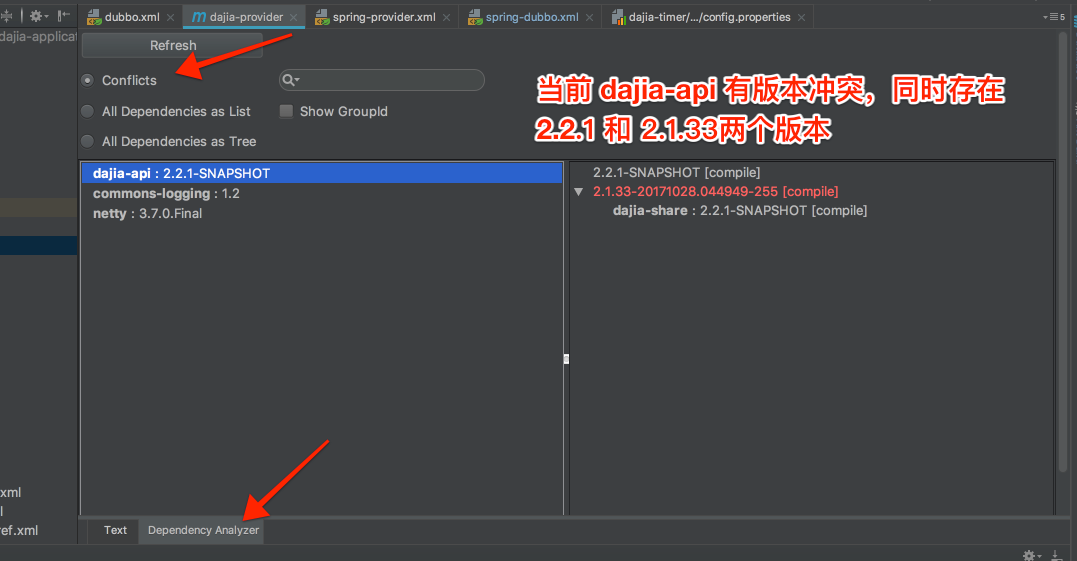 dubbo.xml
dajia-provider
spring-provider.xml
spring-dubbo.xml
dajia-timer/.../config.properties
5
dajia-applicat
Refresh
Conflicts
当前 dajia-api 有版本冲突，同时存在
2.2.1 和 2.1.33两个版本
All Dependencies as List
Show GroupId
All Dependencies as Tree
dajia-api : 2.2.1-SNAPSHOT
2.2.1-SNAPSHOT [compile]
commons-logging : 1.2
2.1.33-20171028.044949-255 [compile]
netty : 3.7.0.Final
dajia-share : 2.2.1-SNAPSHOT [compile]
xml
l
ref.xml
Text
Dependency Analyzer